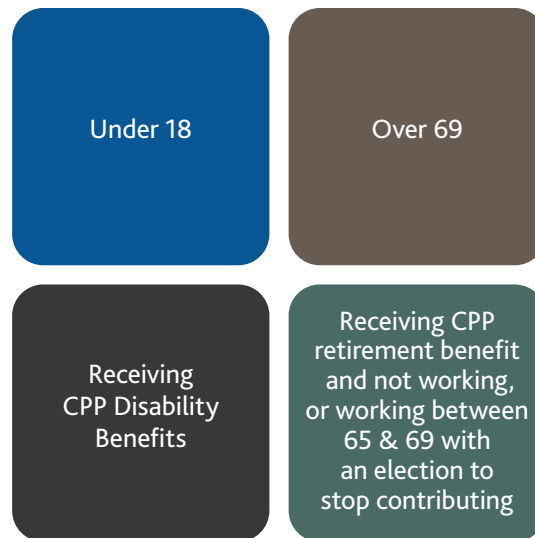 Under 18
Over 69
Receiving
CPP Disability
Benefits
Receiving CPP
retirement benefit
and not working,
or working between
65 & 69 with
an election to
stop contributing